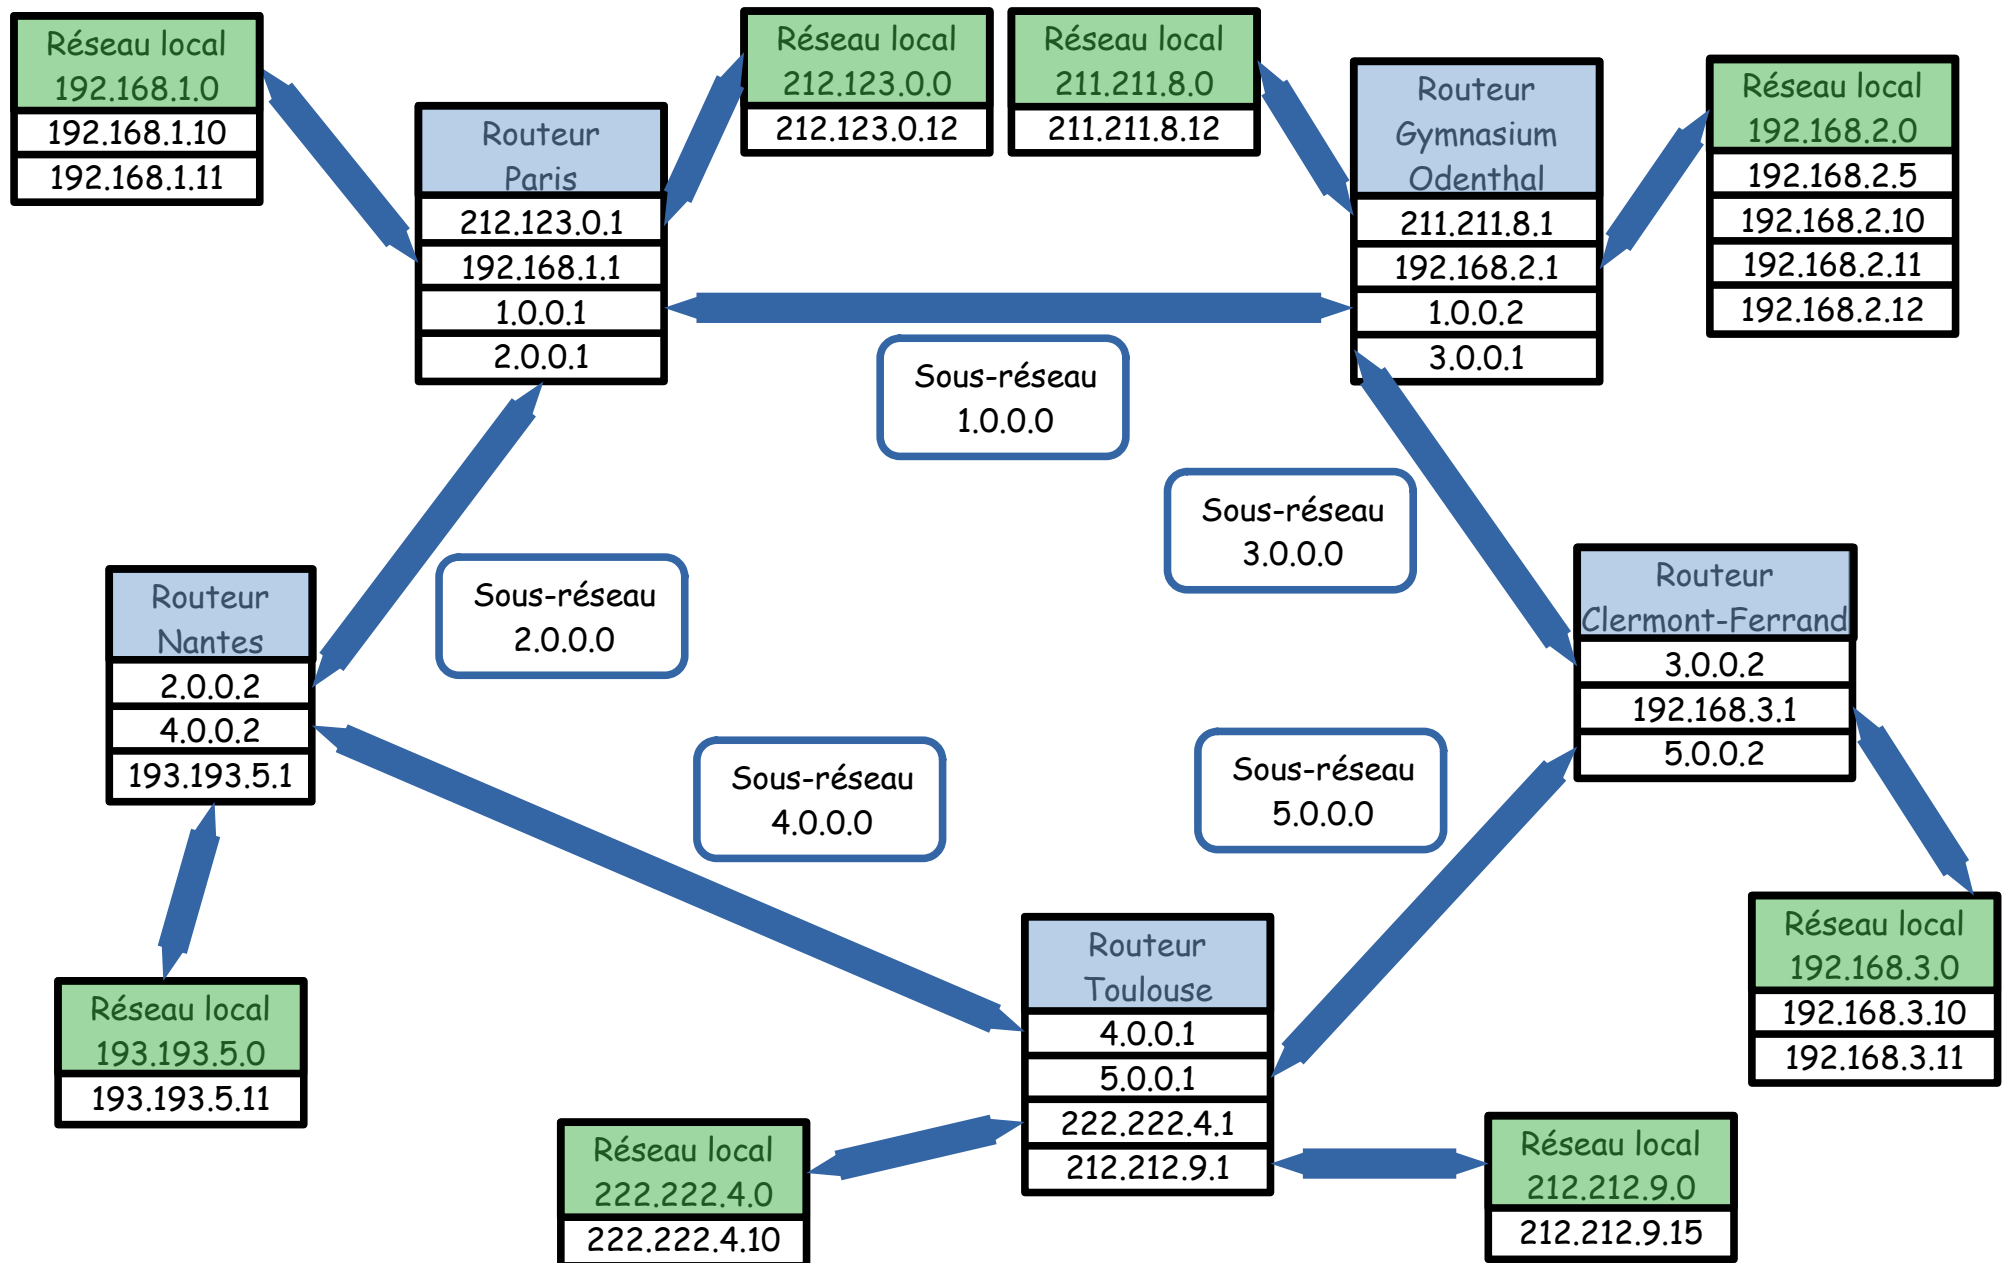 Réseau local
192.168.1.0
192.168.1.10
192.168.1.11
Routeur
Paris
212.123.0.1
192.168.1.1
1.0.0.1
2.0.0.1
Réseau local
212.123.0.0
212.123.0.12
Réseau local
211.211.8.0
211.211.8.12
Routeur
Gymnasium
Odenthal
211.211.8.1
192.168.2.1
1.0.0.2
3.0.0.1
Réseau local
192.168.2.0
192.168.2.5
192.168.2.10
192.168.2.11
192.168.2.12
Sous-réseau
1.0.0.0
Sous-réseau
3.0.0.0
Sous-réseau
2.0.0.0
Routeur
Nantes
2.0.0.2
4.0.0.2
193.193.5.1
Routeur
Clermont-Ferrand
3.0.0.2
192.168.3.1
5.0.0.2
Sous-réseau
4.0.0.0
Sous-réseau
5.0.0.0
Réseau local
193.193.5.0
193.193.5.11
Routeur
Toulouse
4.0.0.1
5.0.0.1
222.222.4.1
212.212.9.1
Réseau local
192.168.3.0
192.168.3.10
192.168.3.11
Réseau local
222.222.4.0
222.222.4.10
Réseau local
212.212.9.0
212.212.9.15